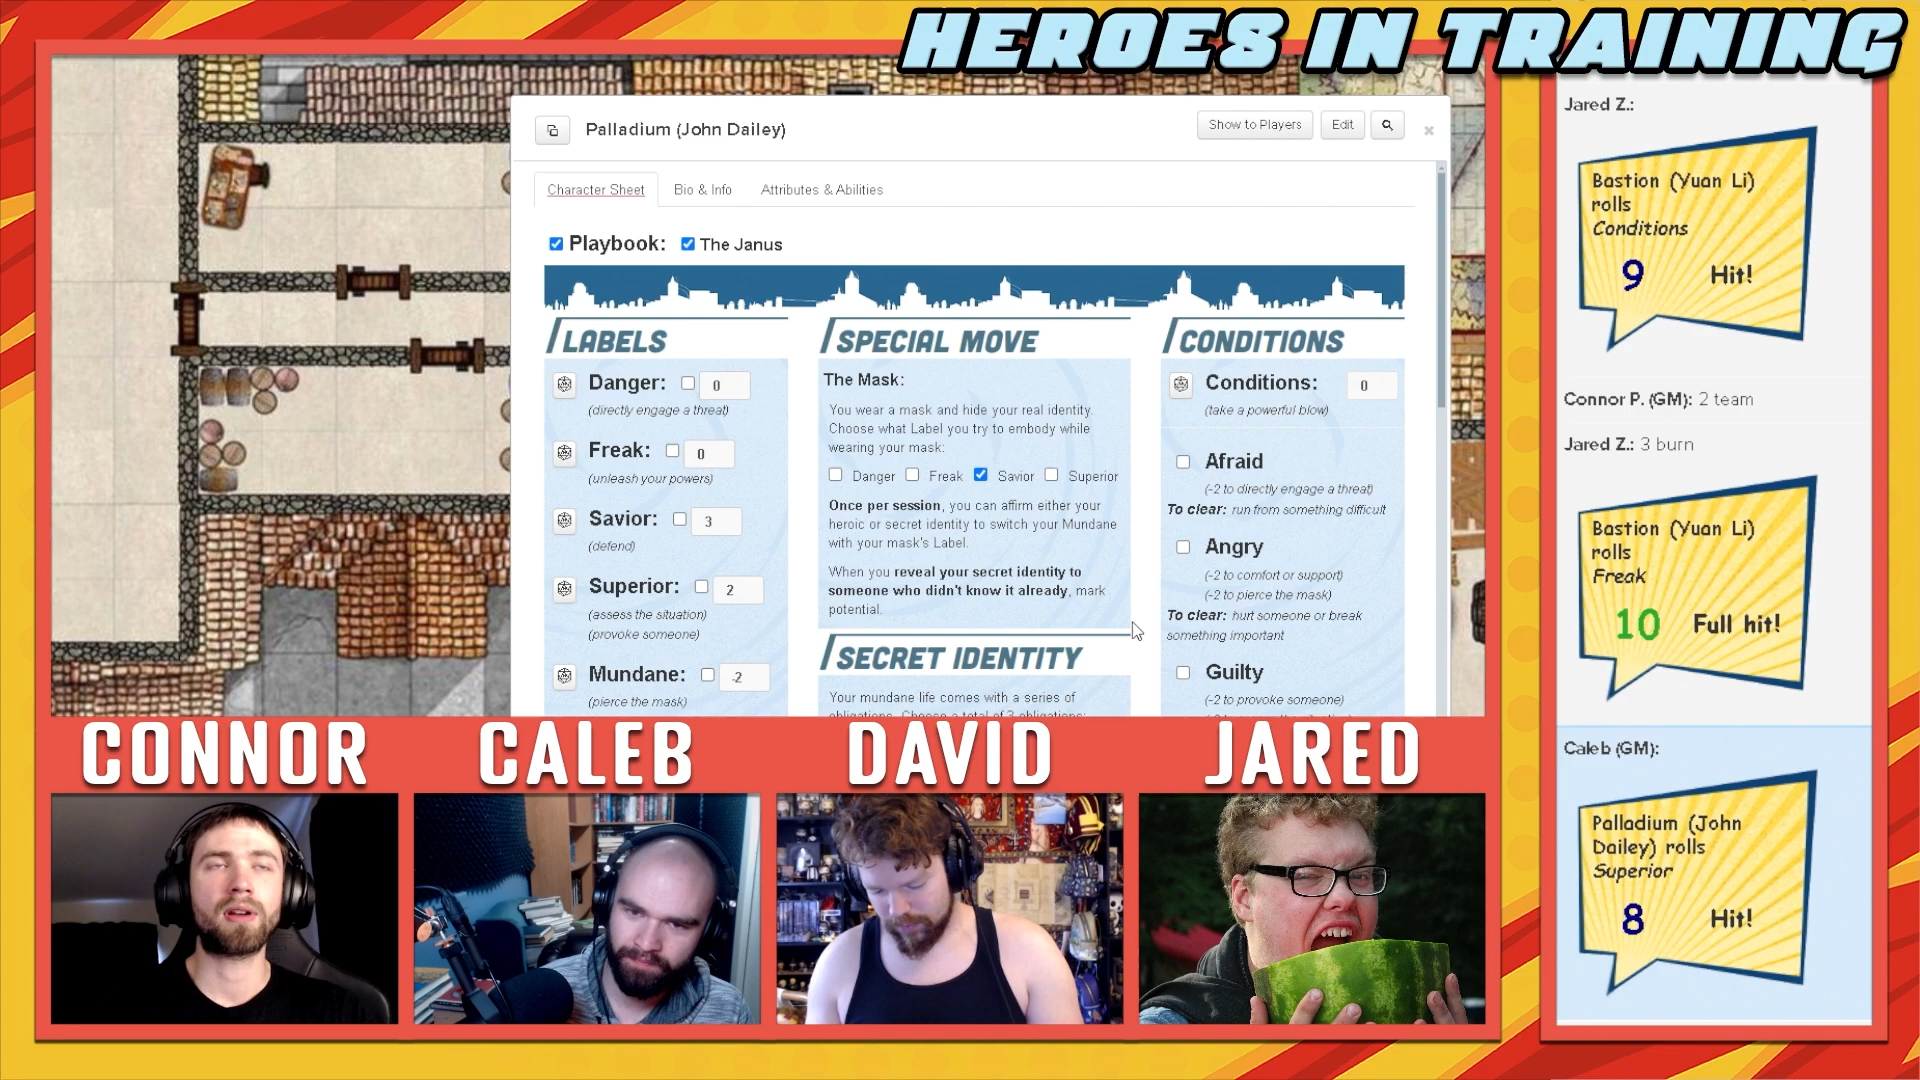 HEROES IN TRAINING
Palladium (John Dailey)
Show to Players
Edit
Character Sheet
Bio & Info
Attributes & Abilities
Playbook:
The Janus
LABELS
Danger:
0
(directly engage a threat)
Freak:
0
(unleash your powers)
Savior:
3
(defend)
Superior:
2
(assess the situation)
(provoke someone)
Mundane:
-2
(pierce the mask)
SPECIAL MOVE
The Mask:
You wear a mask and hide your real identity.
Choose what Label you try to embody while
wearing your mask:
Danger Freak Savior Superior
Once per session, you can affirm either your
heroic or secret identity to switch your Mundane
with your mask's Label.
When you reveal your secret identity to
someone who didn't know it already, mark
potential.
SECRET IDENTITY
Your mundane life comes with a series of
obligations. Choose a total of 3 obligations:
CONDITIONS
Conditions:
0
(take a powerful blow)
Afraid
(-2 to directly engage a threat)
To clear: run from something difficult
Angry
(-2 to comfort or support)
(-2 to pierce the mask)
To clear: hurt someone or break
something important
Guilty
(-2 to provoke someone)
Jared Z.:
Bastion (Yuan Li)
rolls
Conditions
9 Hit!
Connor P. (GM): 2 team
Jared Z.: 3 burn
Bastion (Yuan Li)
rolls
Freak
10 Full hit!
Caleb (GM):
Palladium (John
Dailey) rolls
Superior
8 Hit!
CONNOR
CALEB
DAVID
JARED